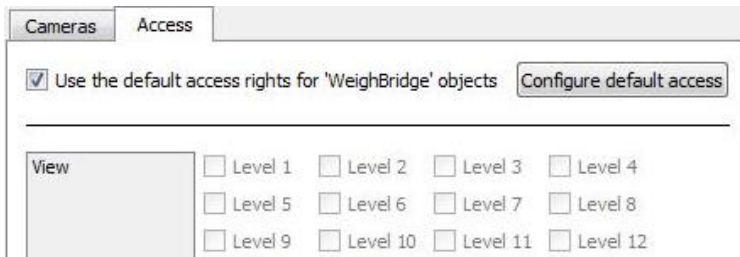 Cameras Access
Use the default access rights for 'WeighBridge' objects Configure default access
View Level 1 Level 2 Level 3 Level 4
Level 5 Level 6 Level 7 Level 8
Level 9 Level 10 Level 11 Level 12